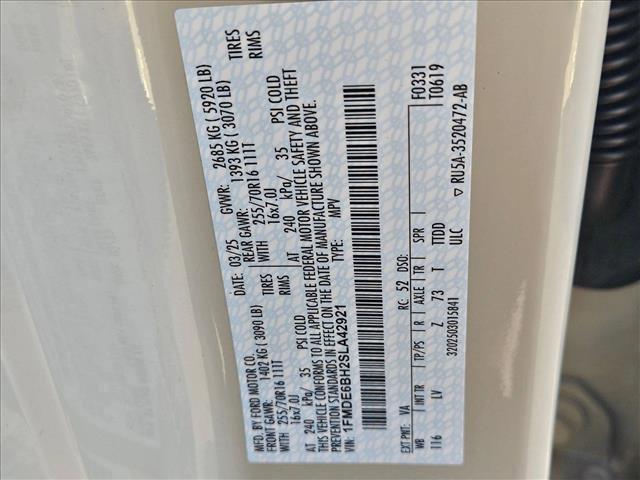 MFD. BY FORD MOTOR CO.
DATE: 03/25 GVWR: 2685 KG ( 5920 LB)
FRONT GAWR: 1402 KG ( 3090 LB) REAR GAWR: 1393 KG ( 3070 LB)
WITH 255/70R16 111T TIRES WITH 255/70R16 111T TIRES
16x7.0J RIMS 16x7.0J RIMS
AT 240 kPa/ 35 PSI COLD AT 240 kPa/ 35 PSI COLD
THIS VEHICLE CONFORMS TO ALL APPLICABLE FEDERAL MOTOR VEHICLE SAFETY AND THEFT
PREVENTION STANDARDS IN EFFECT ON THE DATE OF MANUFACTURE SHOWN ABOVE.
VIN: 1FMDE6BH2SLA42921 TYPE: MPV
F0331
T0619
EXT PNT: VA RC: 52 DSO:
WB INT TR TP/PS R AXLE TR SPR
116 LV Z 73 T TTDD
ULC
3202503015841
▽ RU5A-3520472-AB